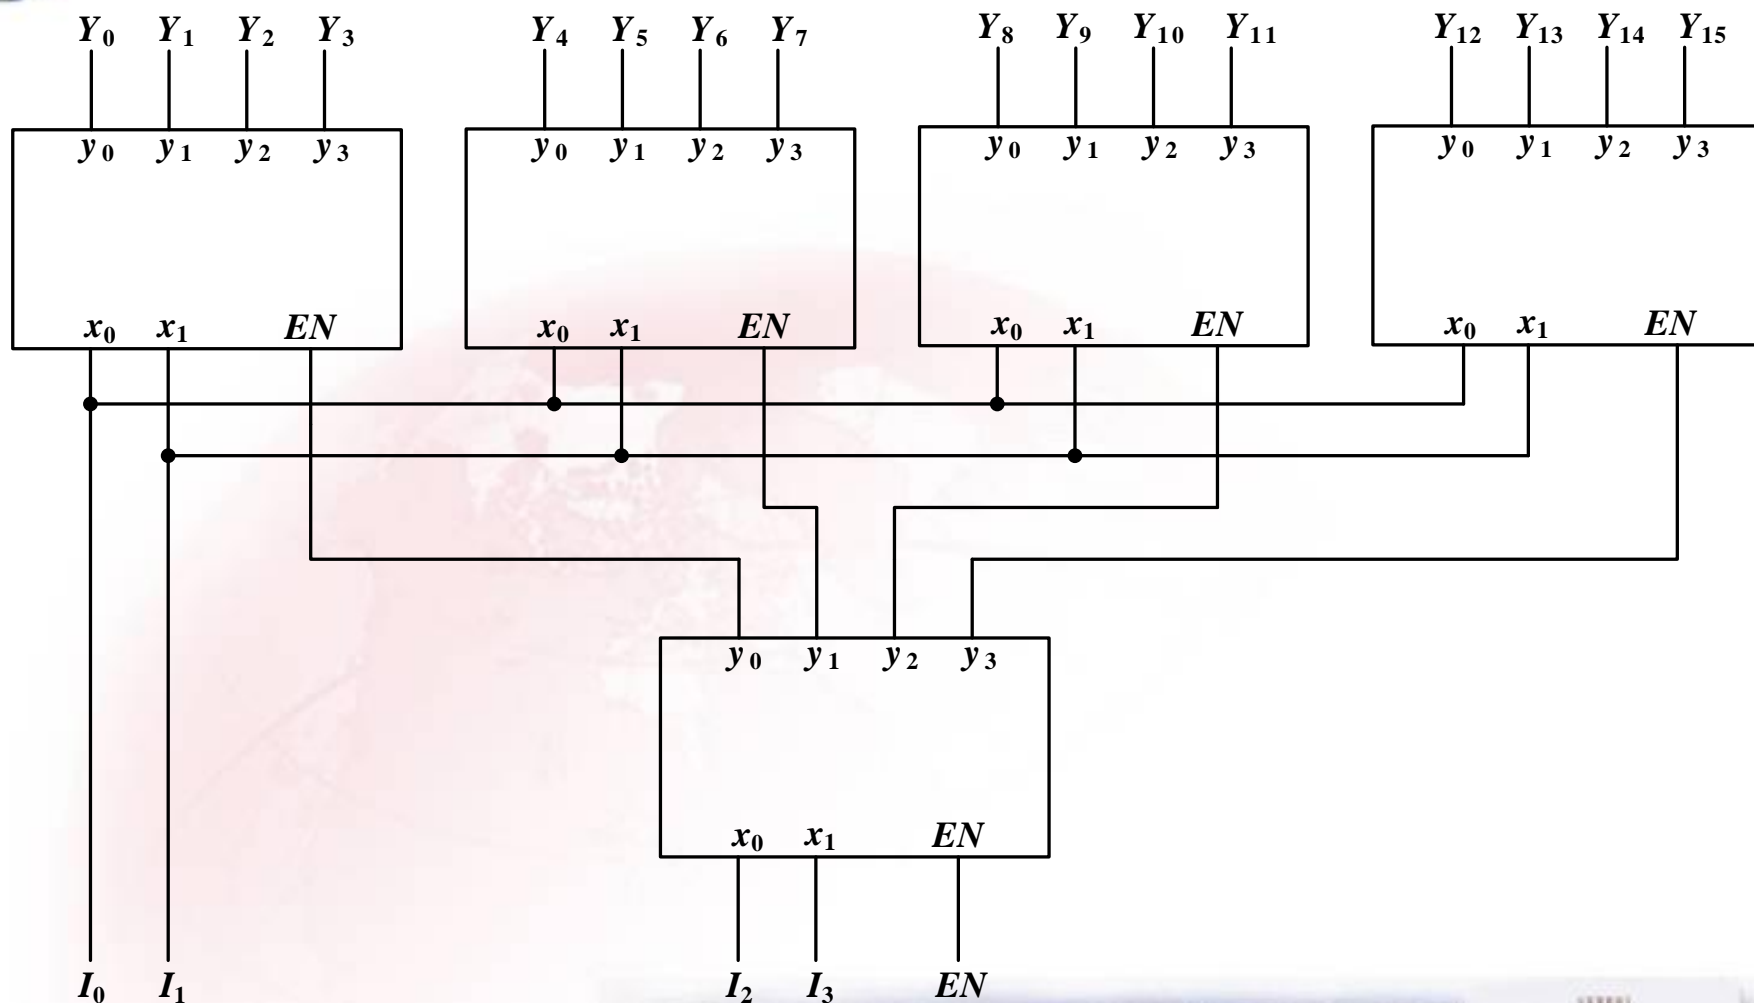 Y0 Y1 Y2 Y3 Y4 Y5 Y6 Y7 Y8 Y9 Y10 Y11 Y12 Y13 Y14 Y15
y0 y1 y2 y3 y0 y1 y2 y3 y0 y1 y2 y3 y0 y1 y2 y3
x0 x1 EN x0 x1 EN x0 x1 EN x0 x1 EN
y0 y1 y2 y3
x0 x1 EN
I0 I1 I2 I3 EN